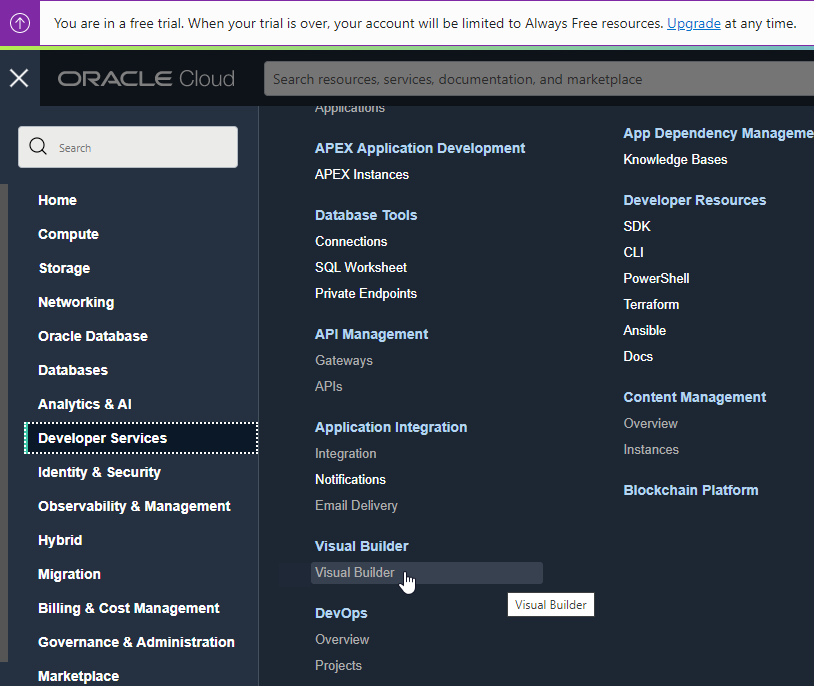 You are in a free trial. When your trial is over, your account will be limited to Always Free resources. Upgrade at any time.
ORACLE Cloud
Search resources, services, documentation, and marketplace
Search
Home
Compute
Storage
Networking
Oracle Database
Databases
Analytics & AI
Developer Services
Identity & Security
Observability & Management
Hybrid
Migration
Billing & Cost Management
Governance & Administration
Marketplace
Applications
APEX Application Development
APEX Instances
Database Tools
Connections
SQL Worksheet
Private Endpoints
API Management
Gateways
APIs
Application Integration
Integration
Notifications
Email Delivery
Visual Builder
Visual Builder
Visual Builder
DevOps
Overview
Projects
App Dependency Manageme
Knowledge Bases
Developer Resources
SDK
CLI
PowerShell
Terraform
Ansible
Docs
Content Management
Overview
Instances
Blockchain Platform